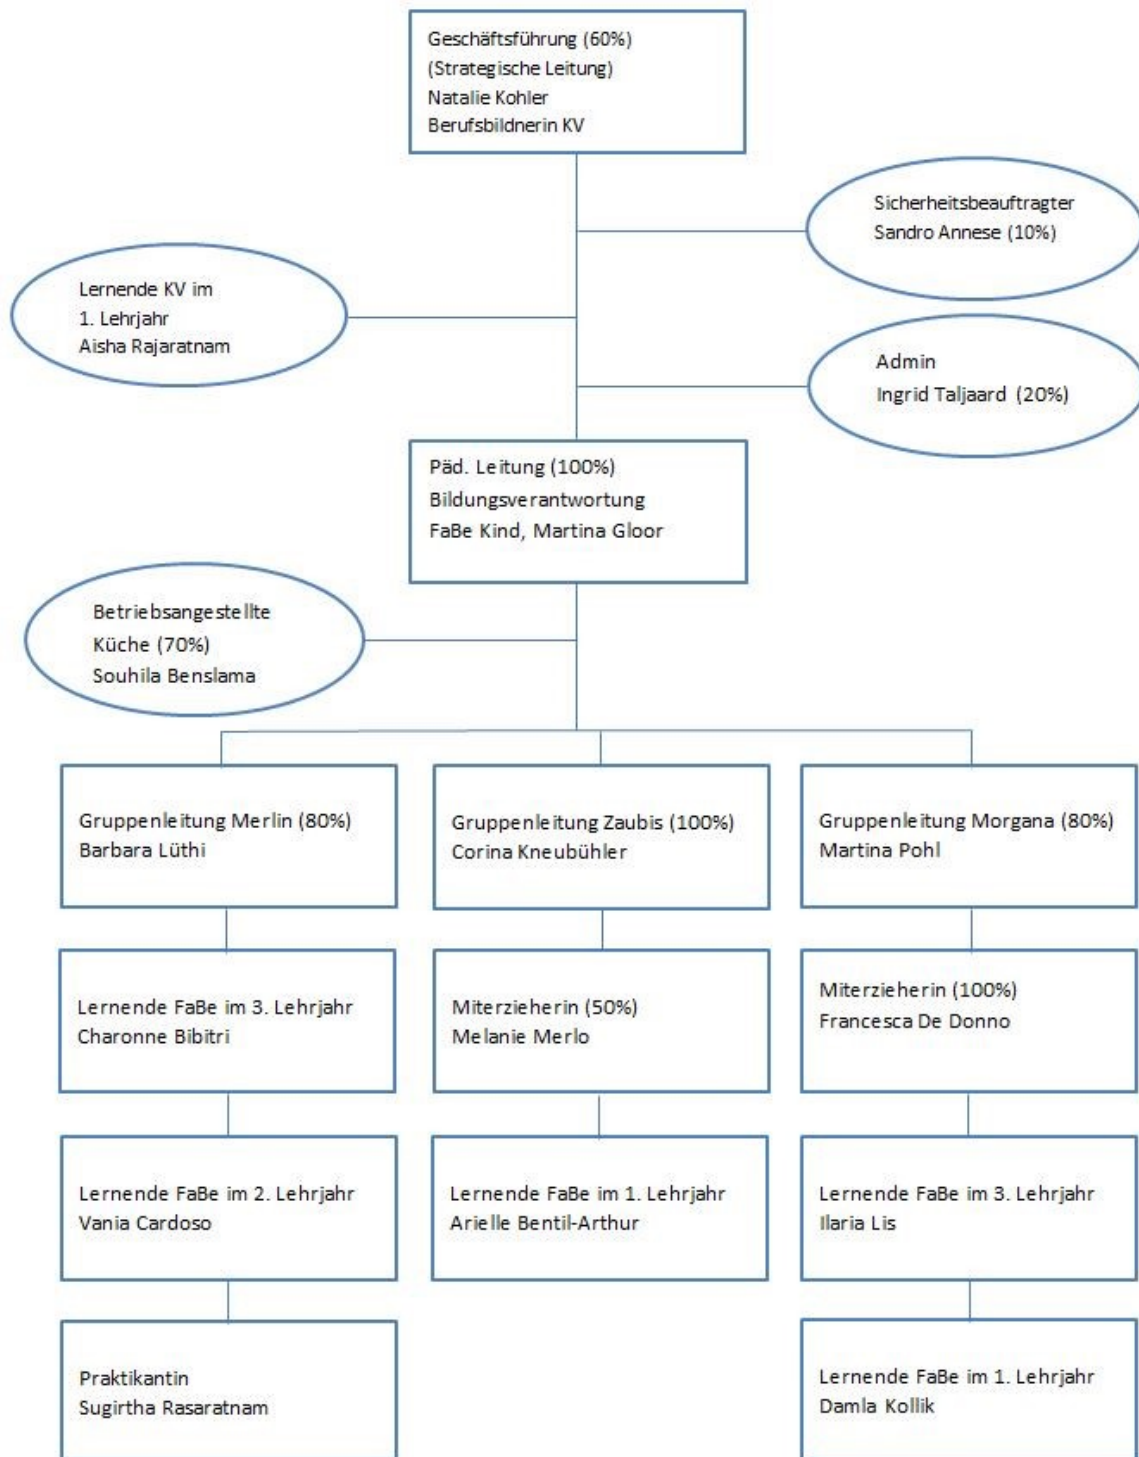 Geschäftsführung (60%)
(Strategische Leitung)
Natalie Kohler
Berufsbildnerin KV
Sicherheitsbeauftragter
Sandro Annese (10%)
Lernende KV im
1. Lehrjahr
Aisha Rajaratnam
Admin
Ingrid Taljaard (20%)
Päd. Leitung (100%)
Bildungsverantwortung
FaBe Kind, Martina Gloor
Betriebsangestellte
Küche (70%)
Souhila Benslama
Gruppenleitung Merlin (80%)
Barbara Lüthi
Gruppenleitung Zaubis (100%)
Corina Kneubühler
Gruppenleitung Morgana (80%)
Martina Pohl
Lernende FaBe im 3. Lehrjahr
Charonne Bibitri
Miterzieherin (50%)
Melanie Merlo
Miterzieherin (100%)
Francesca De Donno
Lernende FaBe im 2. Lehrjahr
Vania Cardoso
Lernende FaBe im 1. Lehrjahr
Arielle Bentil-Arthur
Lernende FaBe im 3. Lehrjahr
Ilaria Lis
Praktikantin
Sugirtha Rasaratnam
Lernende FaBe im 1. Lehrjahr
Damla Kollik